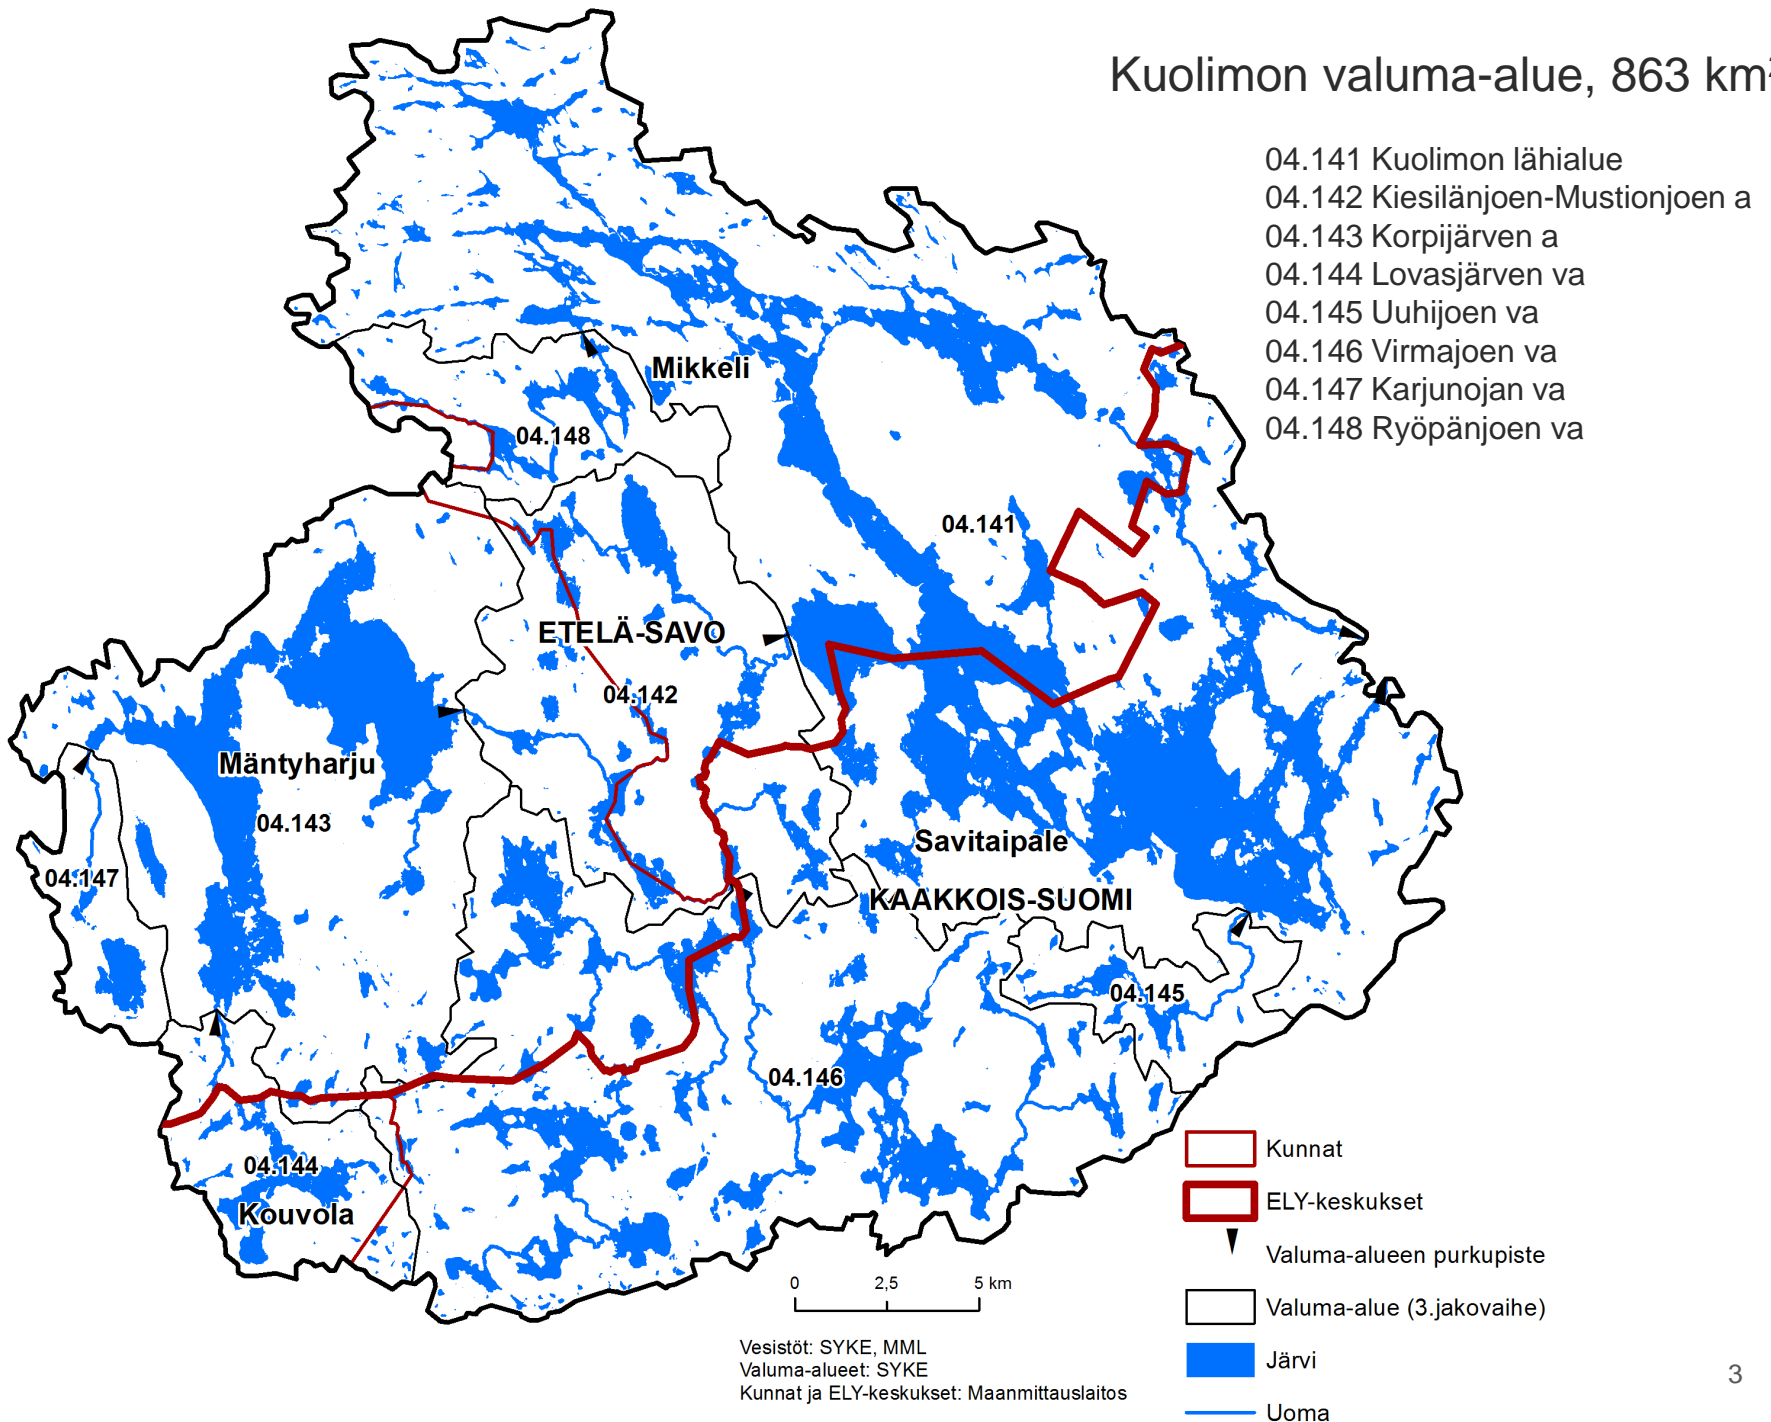 Kuolimon valuma-alue, 863 km²
04.141 Kuolimon lähialue
04.142 Kiesilänjoen-Mustionjoen a
04.143 Korpijärven a
04.144 Lovasjärven va
04.145 Uuhijoen va
04.146 Virmajoen va
04.147 Karjunojan va
04.148 Ryöpänjoen va
Mikkeli
04.148
04.141
ETELÄ-SAVO
04.142
Mäntyharju
04.143
Savitaipale
04.147
KAAKKOIS-SUOMI
04.145
04.146
04.144
Kouvola
Kunnat
ELY-keskukset
Valuma-alueen purkupiste
Valuma-alue (3.jakovaihe)
Järvi
Uoma
0 2,5 5 km
Vesistöt: SYKE, MML
Valuma-alueet: SYKE
Kunnat ja ELY-keskukset: Maanmittauslaitos
3